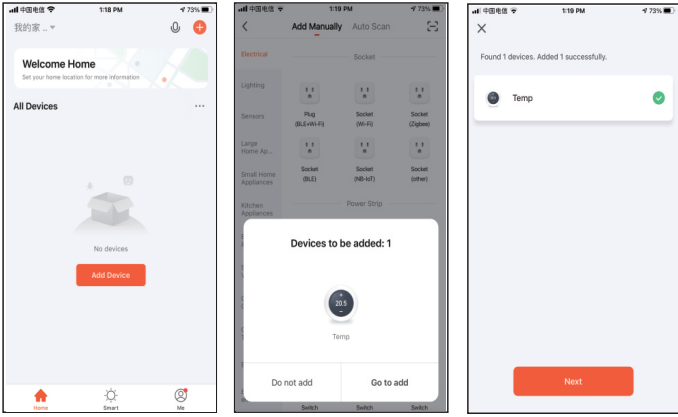 中国电信
1:18 PM
73%
我的家 ..
Welcome Home
Set your home location for more information
All Devices
No devices
Add Device
Home
Smart
Me
中国电信
1:19 PM
73%
Add Manually
Auto Scan
Electrical
Socket
Lighting
Sensors
Plug
(BLE+Wi-Fi)
Socket
(Wi-Fi)
Socket
(Zigbee)
Large
Home Ap...
Small Home
Appliances
Socket
(BLE)
Socket
(NB-IoT)
Socket
(other)
Kitchen
Appliances
Power Strip
Devices to be added: 1
20.5
Temp
Do not add
Go to add
Switch
Switch
Switch
中国电信
1:19 PM
73%
Found 1 devices. Added 1 successfully.
Temp
Next